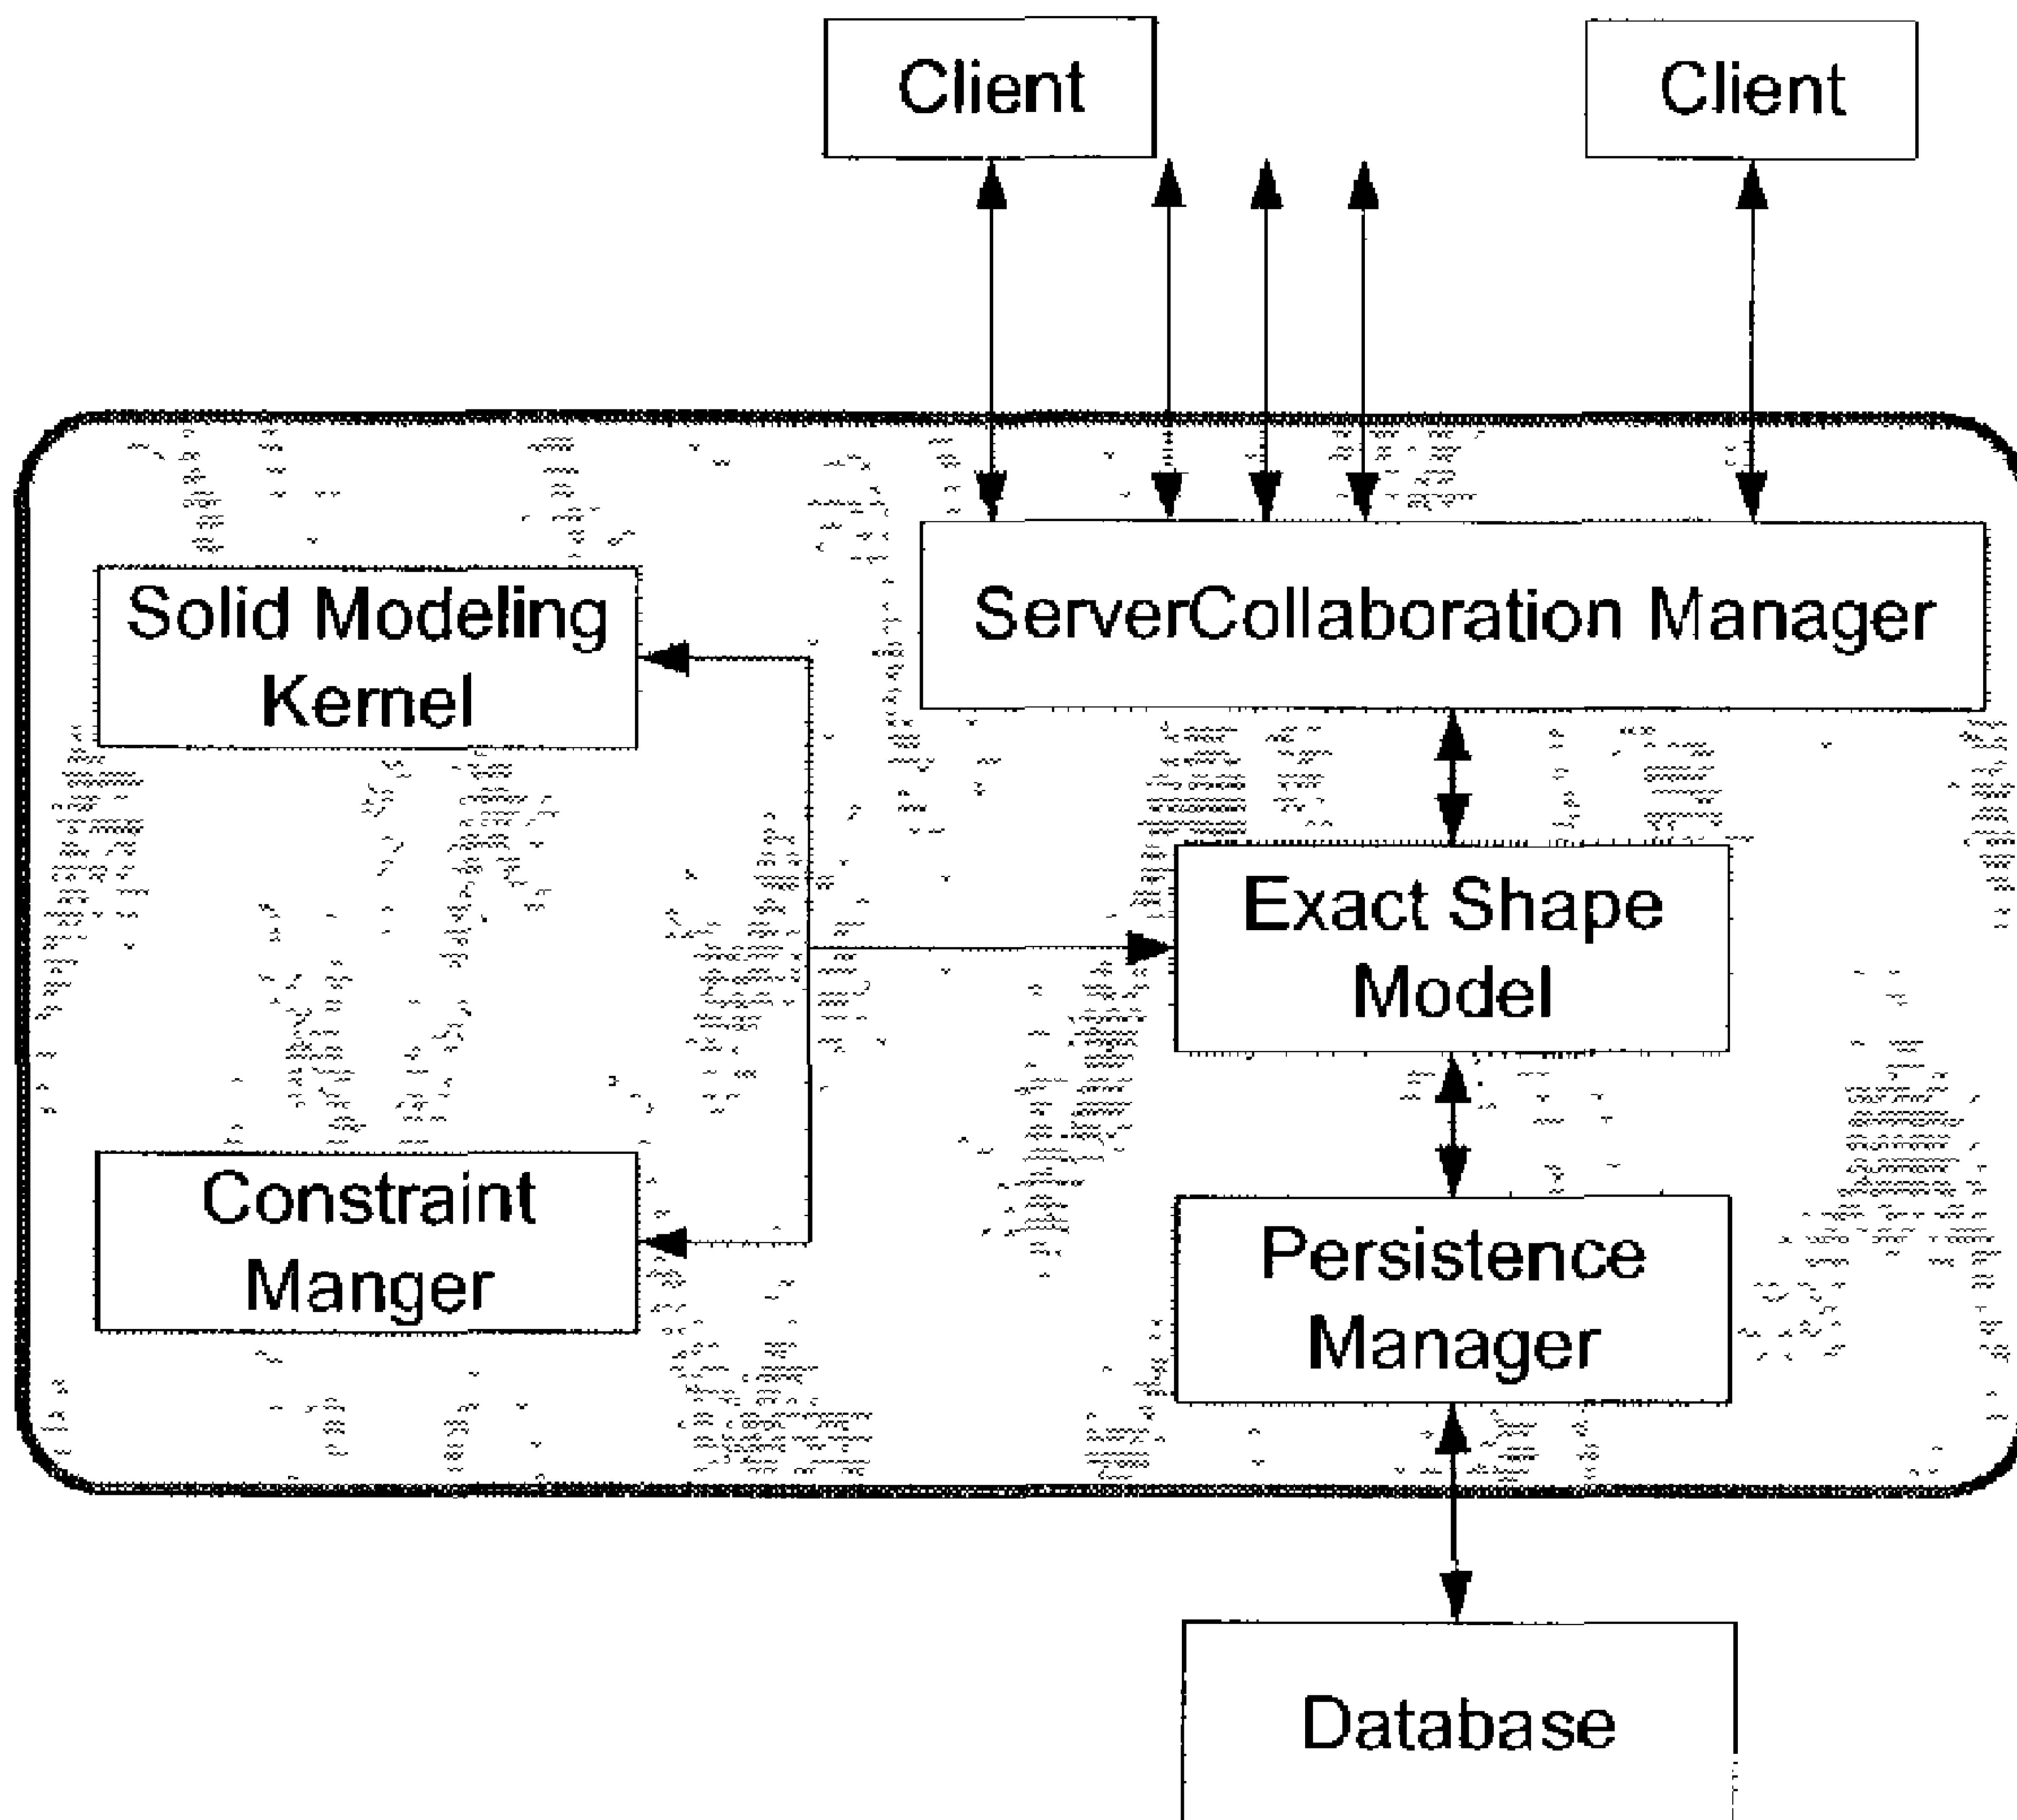 Client
Client
ServerCollaboration Manager
Solid Modeling
Kernel
Exact Shape
Model
Constraint
Manger
Persistence
Manager
Database